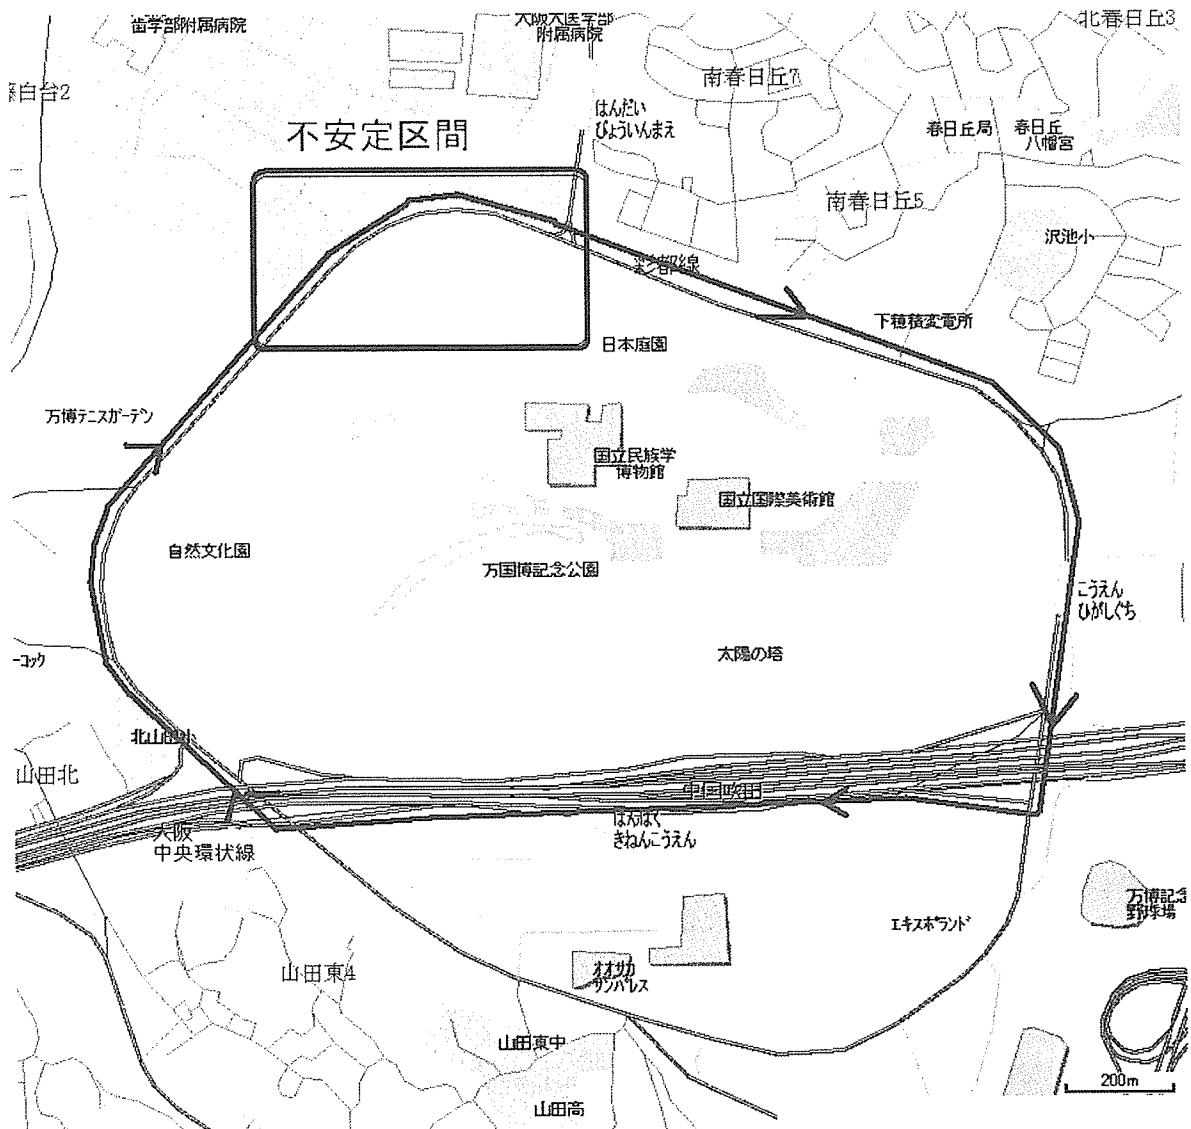 歯学部附属病院
大阪大医学部
附属病院
北春日丘3
南春日丘7
白台2
はんだい
びょういんまえ
春日丘局
春日丘
八幡宮
不安定区間
南春日丘5
沢池小
彩都線
下穂積変電所
日本庭園
万博テニスガーデン
国立民族学
博物館
国立国際美術館
自然文化園
万国博記念公園
こうえん
ひがしぐち
ーコック
太陽の塔
北山田小
山田北
中国吹田
ばんぱく
きねんこうえん
大阪
中央環状線
万博記念
野球場
エキスポランド
山田東4
オオサカ
サンパレス
山田東中
200m
山田高